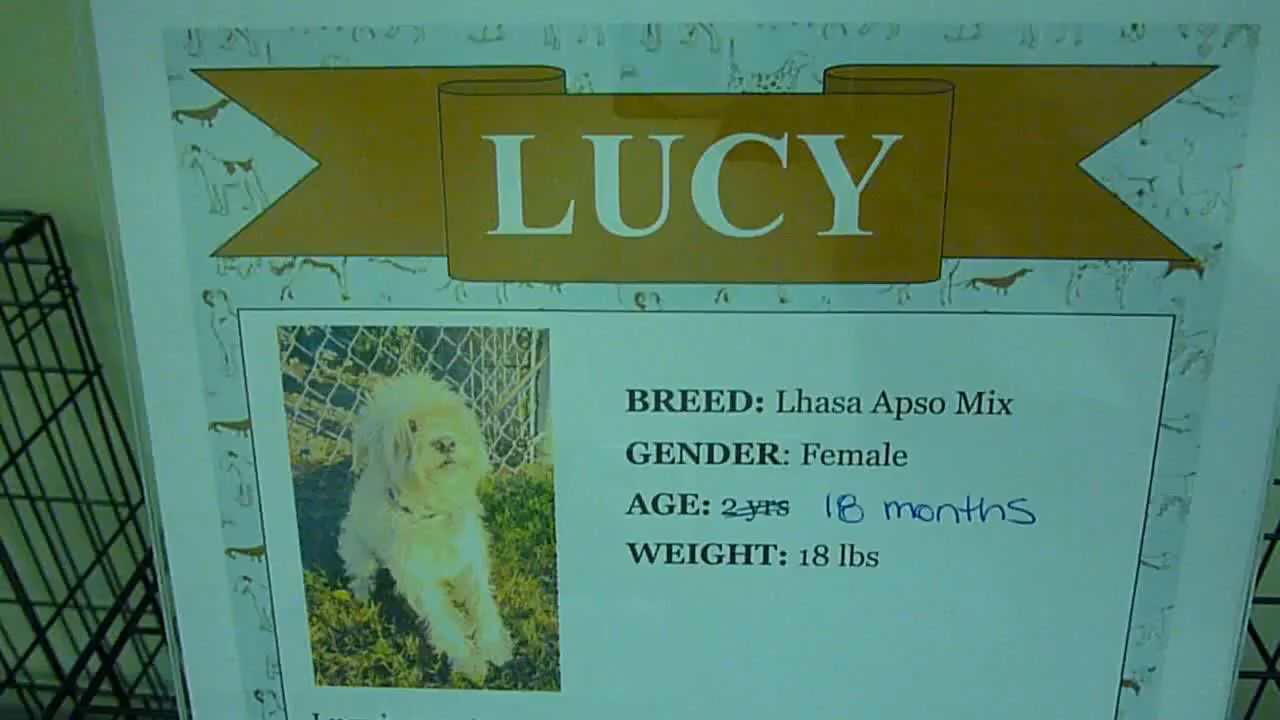 LUCY
BREED: Lhasa Apso Mix
GENDER: Female
AGE: 2 yrs 18 months
WEIGHT: 18 lbs